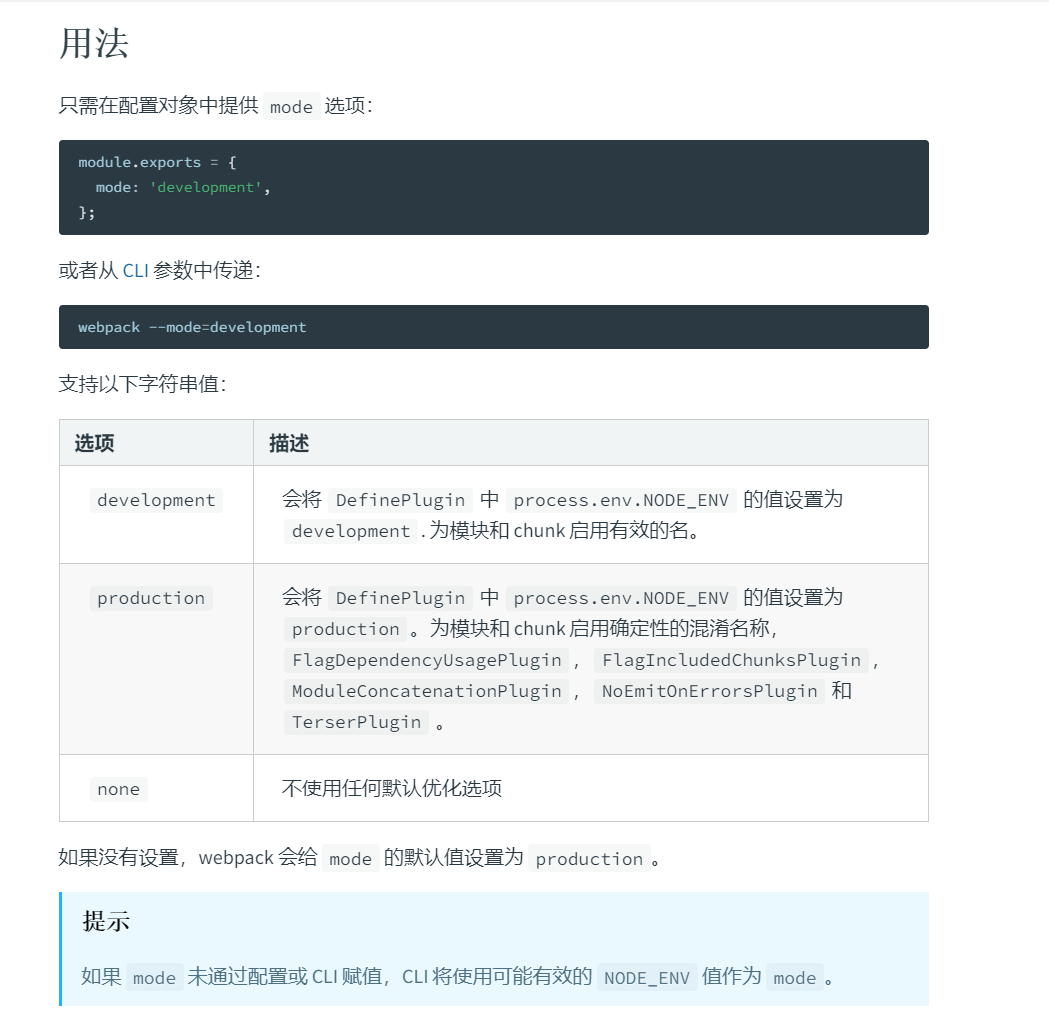 用法
只需在配置对象中提供 mode 选项：
module.exports = {
  mode: 'development',
};
或者从 CLI 参数中传递：
webpack --mode=development
支持以下字符串值：
选项 描述
development 会将 DefinePlugin 中 process.env.NODE_ENV 的值设置为
development . 为模块和 chunk 启用有效的名。
production 会将 DefinePlugin 中 process.env.NODE_ENV 的值设置为
production 。为模块和 chunk 启用确定性的混淆名称，
FlagDependencyUsagePlugin ， FlagIncludedChunksPlugin ，
ModuleConcatenationPlugin ， NoEmitOnErrorsPlugin 和
TerserPlugin 。
none 不使用任何默认优化选项
如果没有设置，webpack 会给 mode 的默认值设置为 production 。
提示
如果 mode 未通过配置或 CLI 赋值，CLI 将使用可能有效的 NODE_ENV 值作为 mode 。